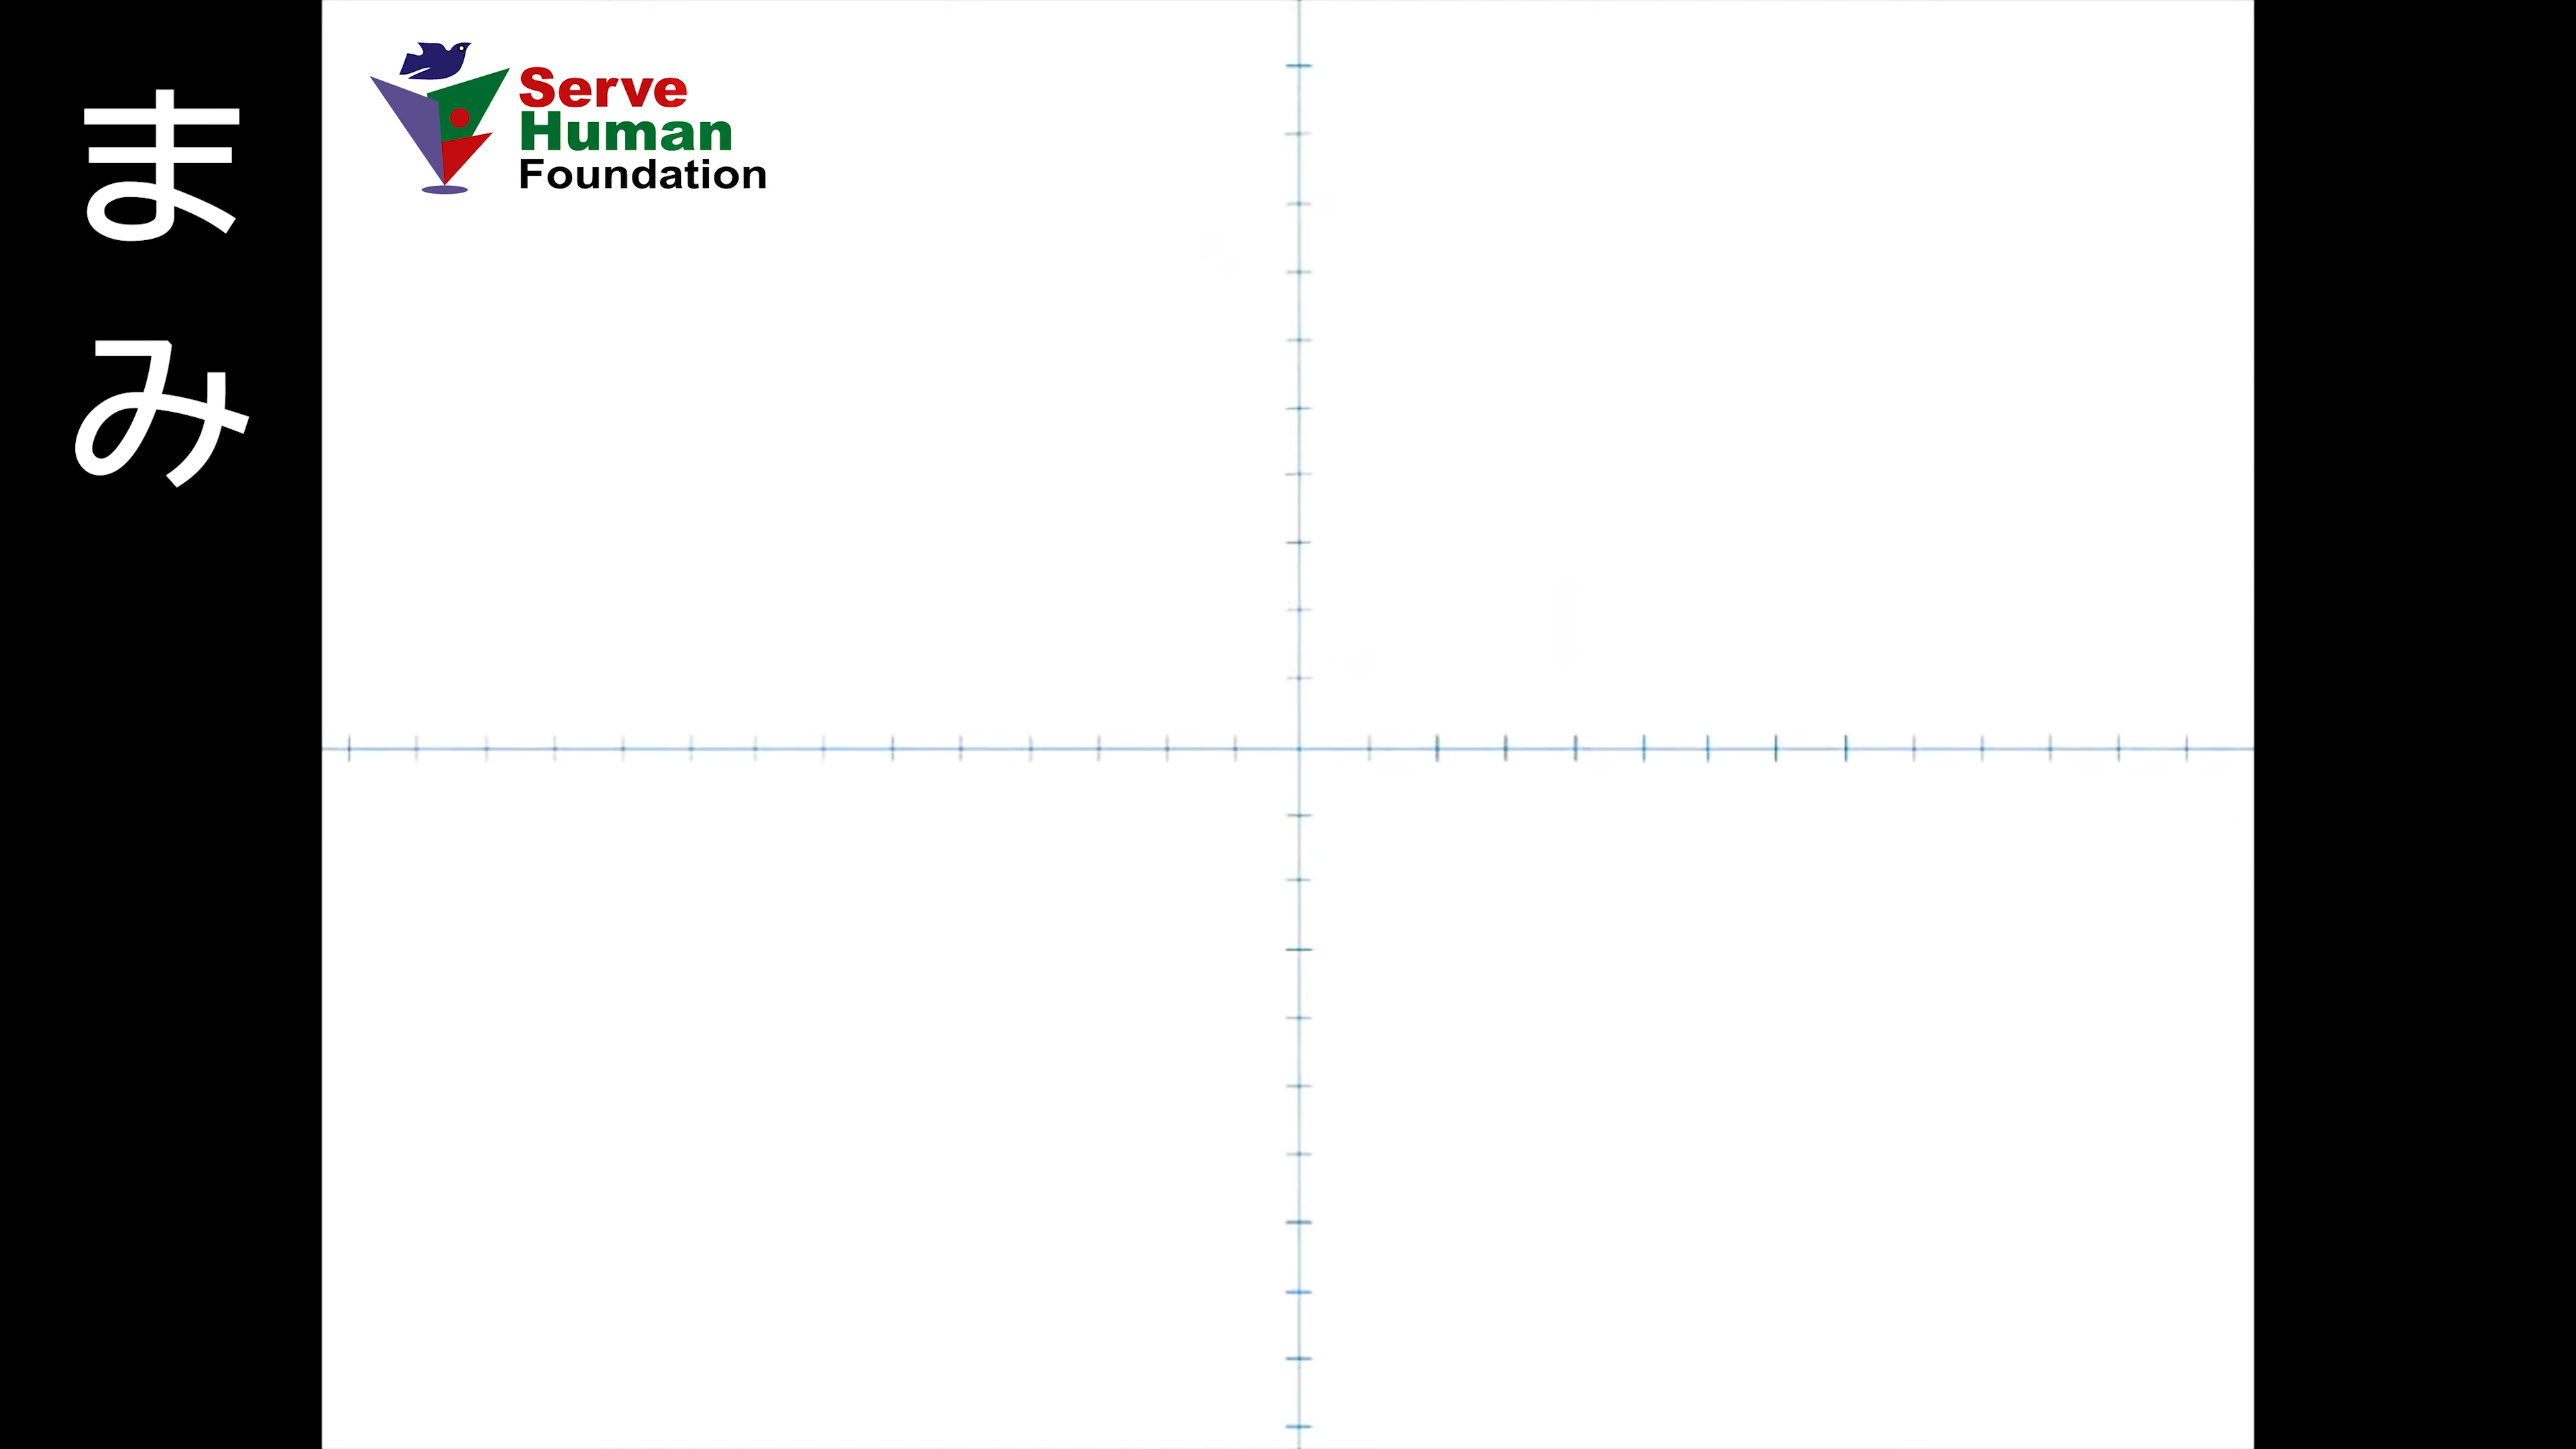 ま
み
Serve
Human
Foundation